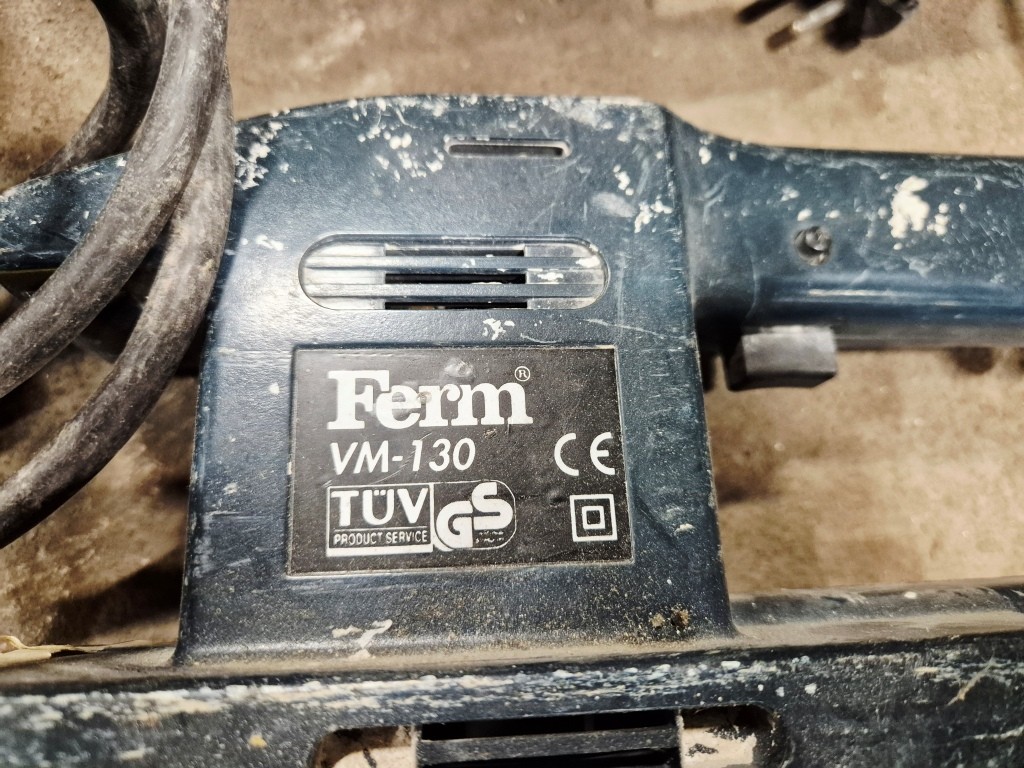 Ferm®
VM-130
CE
TÜV
PRODUCT SERVICE
GS